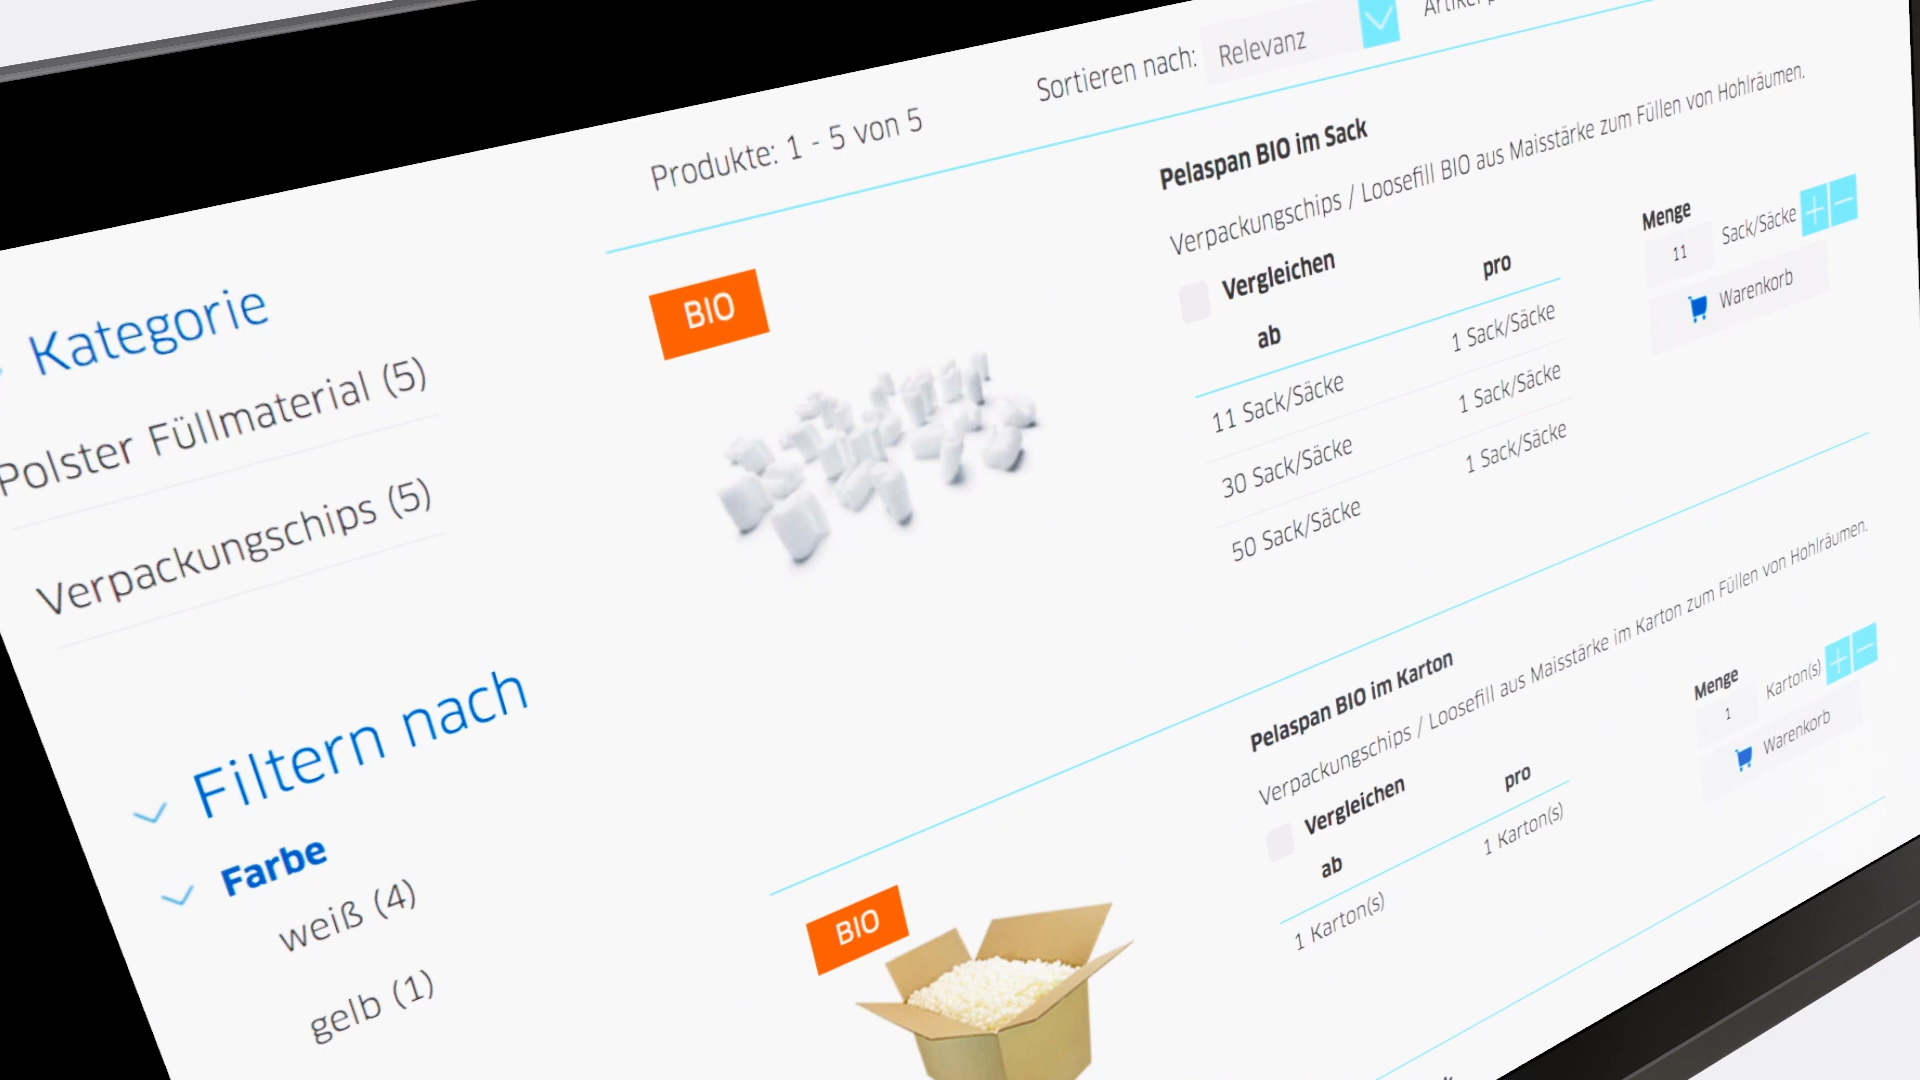 Sortieren nach: Relevanz
Produkte: 1 - 5 von 5
Kategorie
Polster Füllmaterial (5)
Verpackungschips (5)
Filtern nach
Farbe
weiß (4)
gelb (1)
BIO
Pelaspan BIO im Sack
Verpackungschips / Loosefill BIO aus Maisstärke zum Füllen von Hohlräumen.
Vergleichen
ab pro
11 Sack/Säcke 1 Sack/Säcke
30 Sack/Säcke 1 Sack/Säcke
50 Sack/Säcke 1 Sack/Säcke
Menge
11 Sack/Säcke + −
Warenkorb
BIO
Pelaspan BIO im Karton
Verpackungschips / Loosefill aus Maisstärke im Karton zum Füllen von Hohlräumen.
Vergleichen
ab pro
1 Karton(s) 1 Karton(s)
Menge
1 Karton(s) + −
Warenkorb